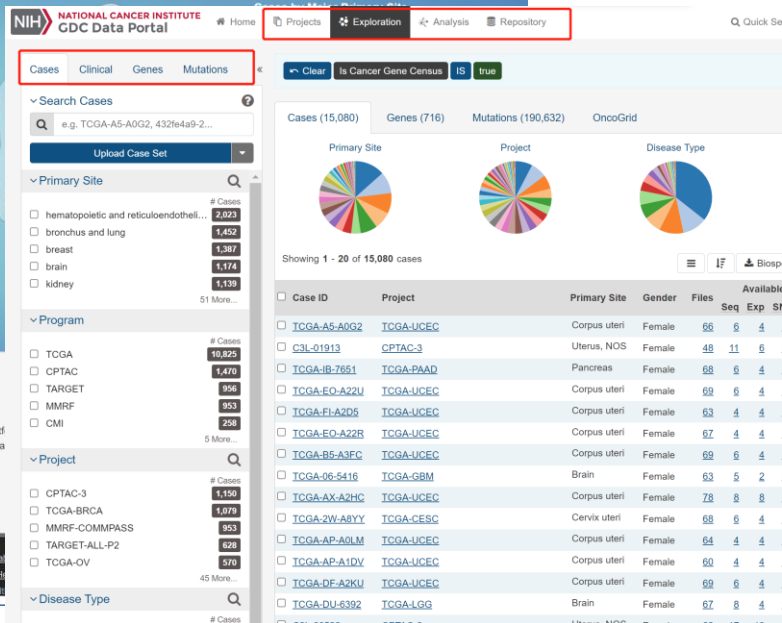 NIH NATIONAL CANCER INSTITUTE
GDC Data Portal
Home
Projects
Exploration
Analysis
Repository
Quick Se
Cases
Clinical
Genes
Mutations
«
Clear
Is Cancer Gene Census
IS
true
Search Cases
e.g. TCGA-A5-A0G2, 432fe4a9-2...
Upload Case Set
Primary Site
# Cases
hematopoietic and reticuloendotheli... 2,023
bronchus and lung 1,452
breast 1,387
brain 1,174
kidney 1,139
51 More...
Program
# Cases
TCGA 10,825
CPTAC 1,470
TARGET 956
MMRF 953
CMI 258
5 More...
Project
# Cases
CPTAC-3 1,150
TCGA-BRCA 1,079
MMRF-COMMPASS 953
TARGET-ALL-P2 628
TCGA-OV 570
45 More...
Disease Type
# Cases
Cases (15,080)
Genes (716)
Mutations (190,632)
OncoGrid
Primary Site
Project
Disease Type
Showing 1 - 20 of 15,080 cases
Biosp
Case ID Project Primary Site Gender Files Available
Seq Exp SN
TCGA-A5-A0G2 TCGA-UCEC Corpus uteri Female 66 6 4
C3L-01913 CPTAC-3 Uterus, NOS Female 48 11 6
TCGA-IB-7651 TCGA-PAAD Pancreas Female 68 6 4
TCGA-EO-A22U TCGA-UCEC Corpus uteri Female 69 6 4
TCGA-FI-A2D5 TCGA-UCEC Corpus uteri Female 63 4 4
TCGA-EO-A22R TCGA-UCEC Corpus uteri Female 67 4 4
TCGA-B5-A3FC TCGA-UCEC Corpus uteri Female 69 6 4
TCGA-06-5416 TCGA-GBM Brain Female 63 5 2
TCGA-AX-A2HC TCGA-UCEC Corpus uteri Female 78 8 8
TCGA-2W-A8YY TCGA-CESC Cervix uteri Female 68 6 4
TCGA-AP-A0LM TCGA-UCEC Corpus uteri Female 64 4 4
TCGA-AP-A1DV TCGA-UCEC Corpus uteri Female 60 4 4
TCGA-DF-A2KU TCGA-UCEC Corpus uteri Female 69 6 4
TCGA-DU-6392 TCGA-LGG Brain Female 67 8 4